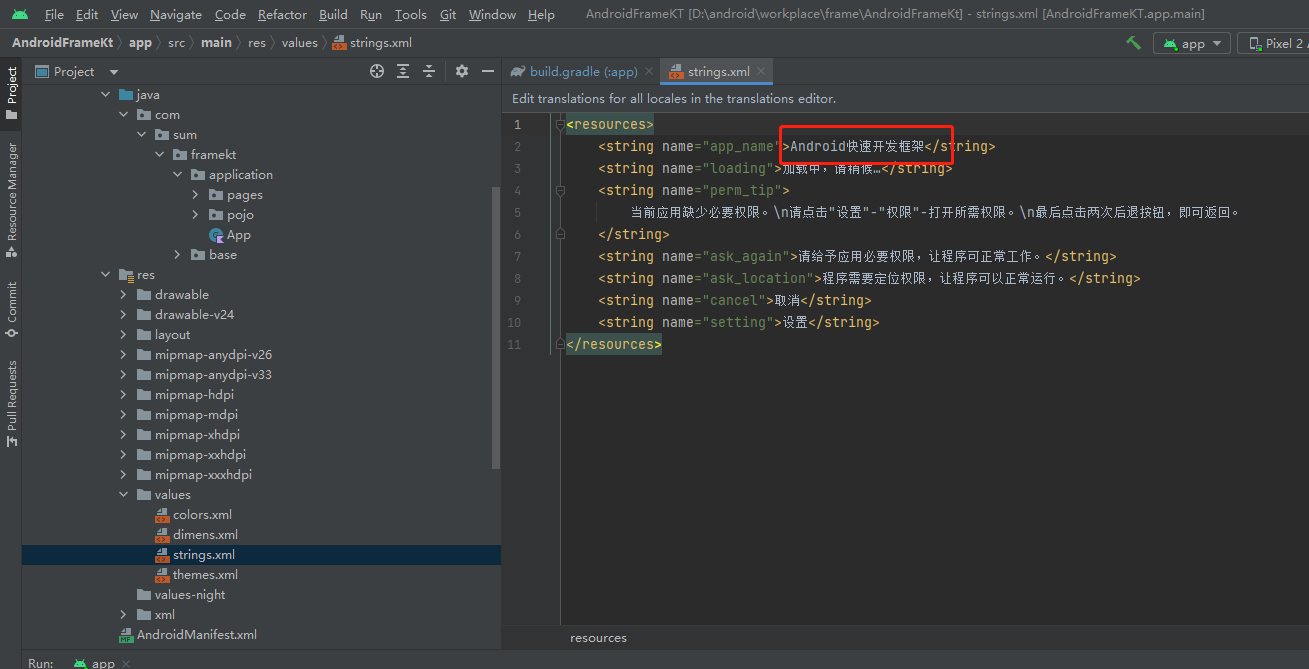 File Edit View Navigate Code Refactor Build Run Tools Git Window Help AndroidFrameKT [D:\android\workplace\frame\AndroidFrameKt] - strings.xml [AndroidFrameKT.app.main]
AndroidFrameKt app src main res values strings.xml app Pixel 2
Project
Resource Manager
Commit
Pull Requests
Project
java
com
sum
framekt
application
pages
pojo
App
base
res
drawable
drawable-v24
layout
mipmap-anydpi-v26
mipmap-anydpi-v33
mipmap-hdpi
mipmap-mdpi
mipmap-xhdpi
mipmap-xxhdpi
mipmap-xxxhdpi
values
colors.xml
dimens.xml
strings.xml
themes.xml
values-night
xml
AndroidManifest.xml
build.gradle (:app) strings.xml
Edit translations for all locales in the translations editor.
1 <resources>
2 <string name="app_name">Android快速开发框架</string>
3 <string name="loading">加载中，请稍候…</string>
4 <string name="perm_tip">
5 当前应用缺少必要权限。\n请点击"设置"-"权限"-打开所需权限。\n最后点击两次后退按钮，即可返回。
6 </string>
7 <string name="ask_again">请给予应用必要权限，让程序可正常工作。</string>
8 <string name="ask_location">程序需要定位权限，让程序可以正常运行。</string>
9 <string name="cancel">取消</string>
10 <string name="setting">设置</string>
11 </resources>
resources
Run: app